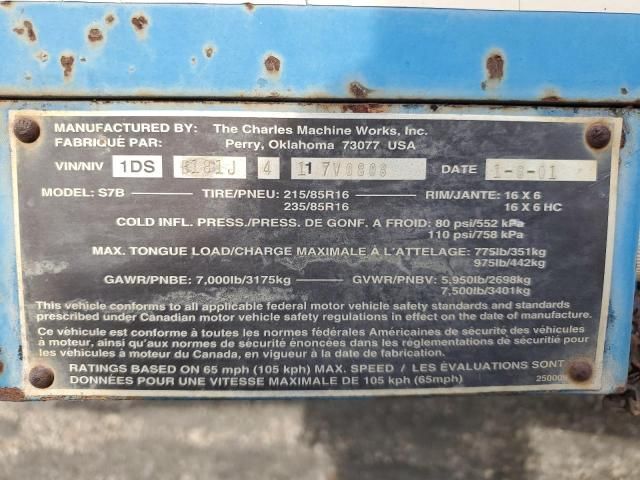 MANUFACTURED BY: The Charles Machine Works, Inc.
FABRIQUÉ PAR: Perry, Oklahoma 73077 USA
VIN/NIV 1DS 181J 4 11 7V0808 DATE
MODEL: S7B TIRE/PNEU: 215/85R16 RIM/JANTE: 16 X 6
235/85R16 16 X 6 HC
COLD INFL. PRESS./PRESS. DE GONF. A FROID: 80 psi/552 kPa
110 psi/758 kPa
MAX. TONGUE LOAD/CHARGE MAXIMALE À L'ATTELAGE: 775lb/351kg
975lb/442kg
GAWR/PNBE: 7,000lb/3175kg GVWR/PNBV: 5,950lb/2698kg
7,500lb/3401kg
This vehicle conforms to all applicable federal motor vehicle safety standards and standards
prescribed under Canadian motor vehicle safety regulations in effect on the date of manufacture.
Ce véhicule est conforme à toutes les normes fédérales Américaines de sécurité des véhicules
à moteur, ainsi qu'aux normes de sécurité énoncées dans les réglementations de sécurité pour
les véhicules à moteur du Canada, en vigueur à la date de fabrication.
RATINGS BASED ON 65 mph (105 kph) MAX. SPEED / LES ÉVALUATIONS SONT
DONNÉES POUR UNE VITESSE MAXIMALE DE 105 kph (65mph)